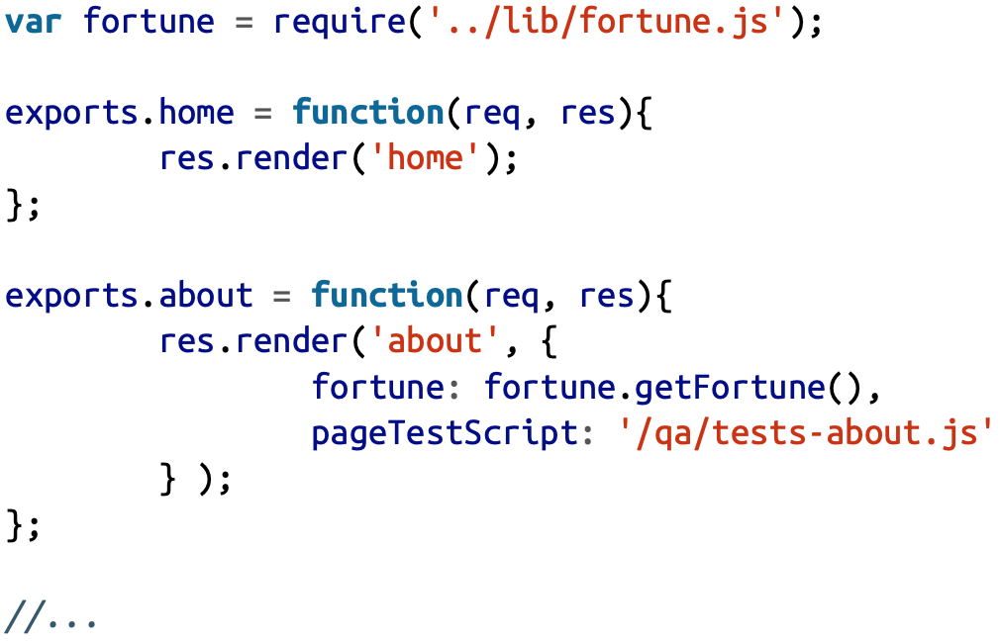 var fortune = require('../lib/fortune.js');

exports.home = function(req, res){
        res.render('home');
};

exports.about = function(req, res){
        res.render('about', {
                fortune: fortune.getFortune(),
                pageTestScript: '/qa/tests-about.js'
        } );
};

//...